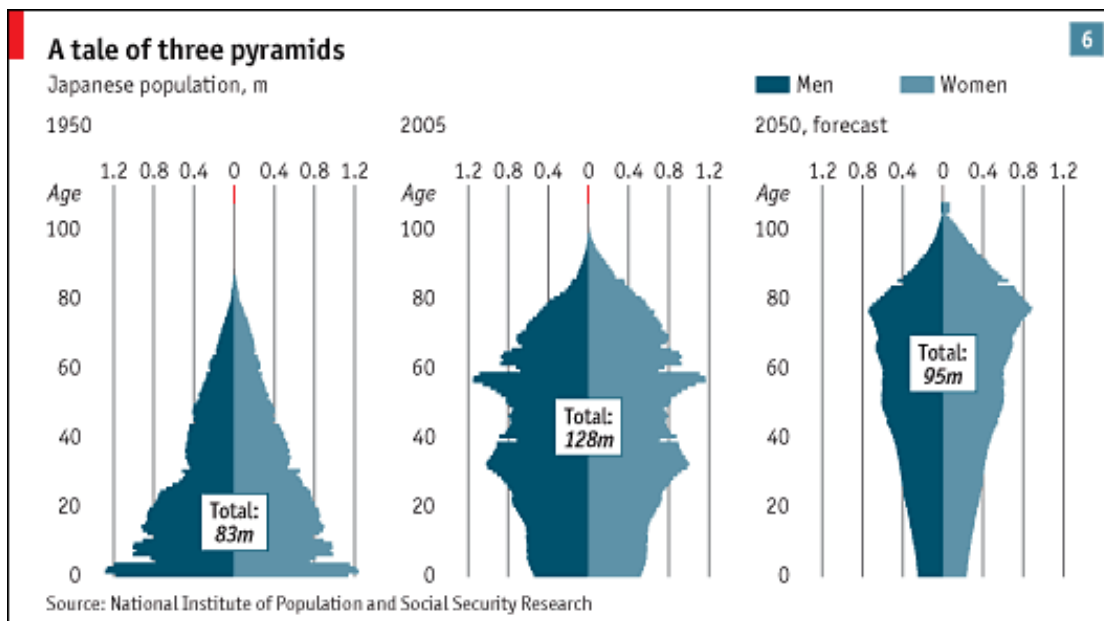 A tale of three pyramids
6
Japanese population, m
Men
Women
1950
2005
2050, forecast
1.2 0.8 0.4 0 0.4 0.8 1.2
1.2 0.8 0.4 0 0.4 0.8 1.2
1.2 0.8 0.4 0 0.4 0.8 1.2
Age
Age
Age
100
100
100
80
80
80
60
60
60
Total:
95m
40
40
40
Total:
128m
20
20
20
Total:
83m
0
0
0
Source: National Institute of Population and Social Security Research